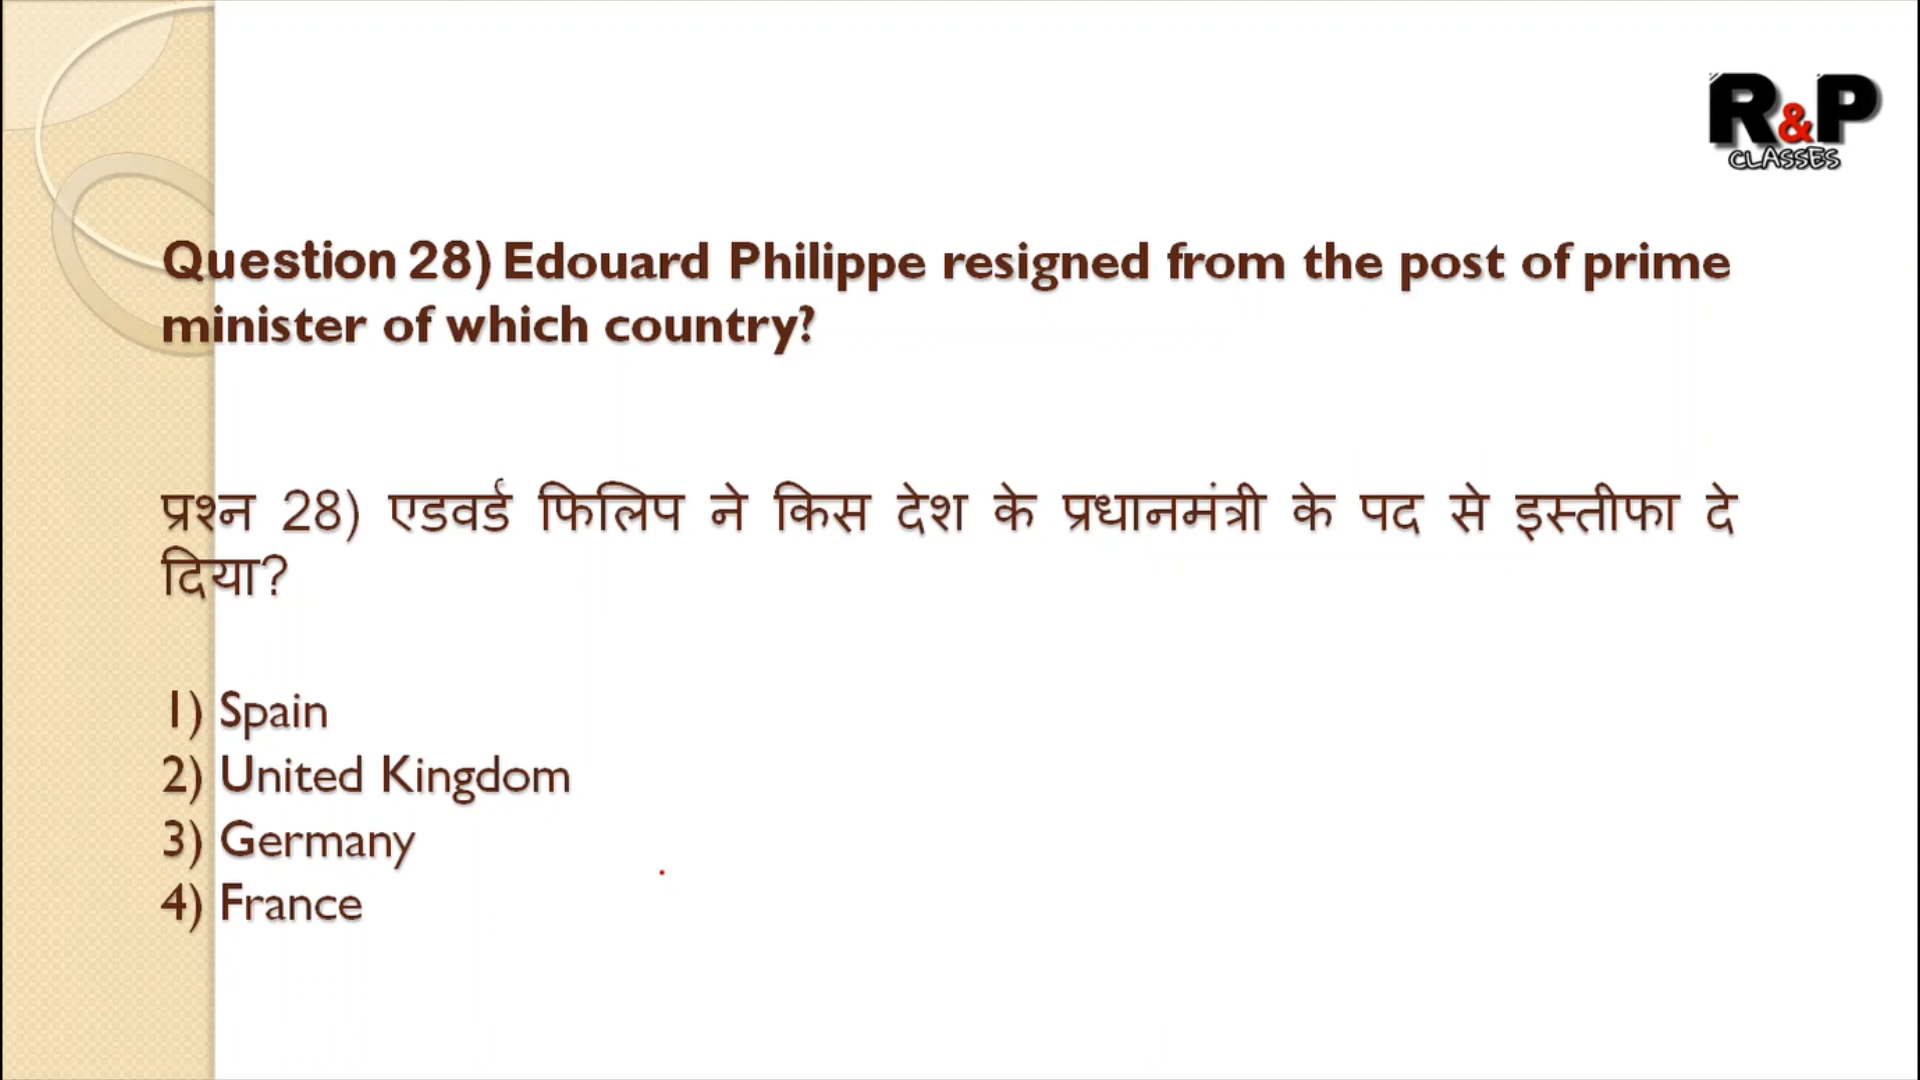 R&P
CLASSES
Question 28) Edouard Philippe resigned from the post of prime
minister of which country?
प्रश्न 28) एडवर्ड फिलिप ने किस देश के प्रधानमंत्री के पद से इस्तीफा दे
दिया?
1) Spain
2) United Kingdom
3) Germany
4) France